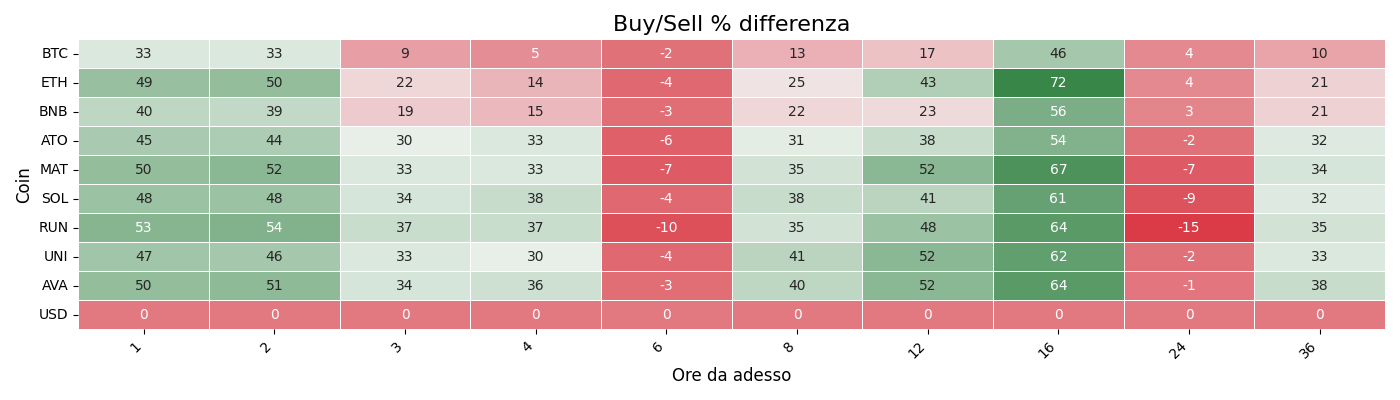 Buy/Sell % differenza
Coin
BTC 33 33 9 5 -2 13 17 46 4 10
ETH 49 50 22 14 -4 25 43 72 4 21
BNB 40 39 19 15 -3 22 23 56 3 21
ATO 45 44 30 33 -6 31 38 54 -2 32
MAT 50 52 33 33 -7 35 52 67 -7 34
SOL 48 48 34 38 -4 38 41 61 -9 32
RUN 53 54 37 37 -10 35 48 64 -15 35
UNI 47 46 33 30 -4 41 52 62 -2 33
AVA 50 51 34 36 -3 40 52 64 -1 38
USD 0 0 0 0 0 0 0 0 0 0
1 2 3 4 6 8 12 16 24 36
Ore da adesso